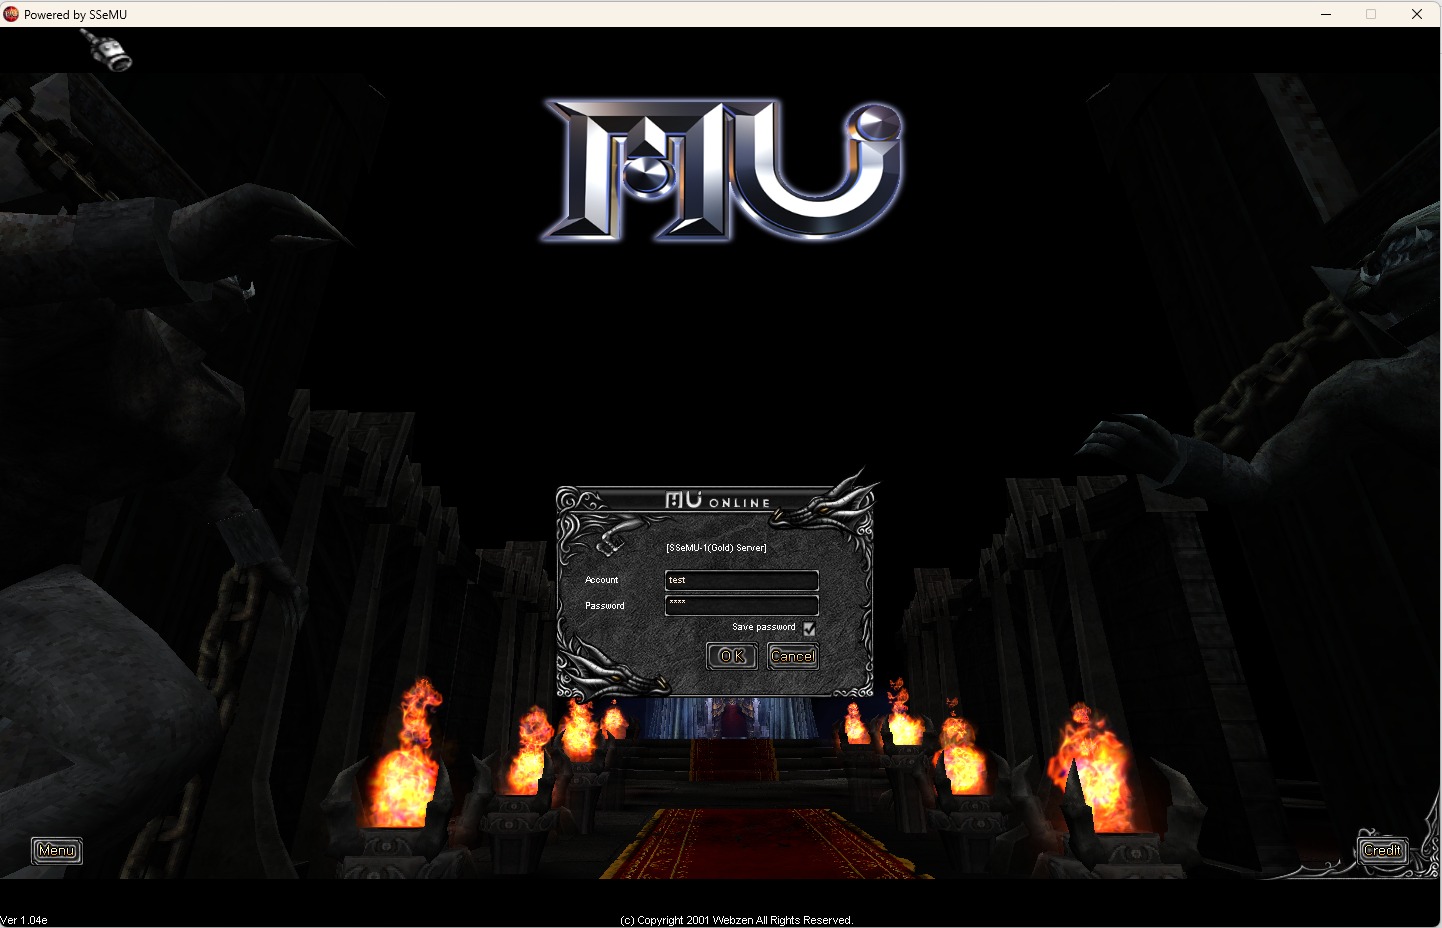 Powered by SSeMU
MU
MU ONLINE
[SSeMU-1(Gold) Server]
Account
test
Password
****
Save password
OK
Cancel
Menu
Credit
Ver 1.04e
(c) Copyright 2001 Webzen All Rights Reserved.